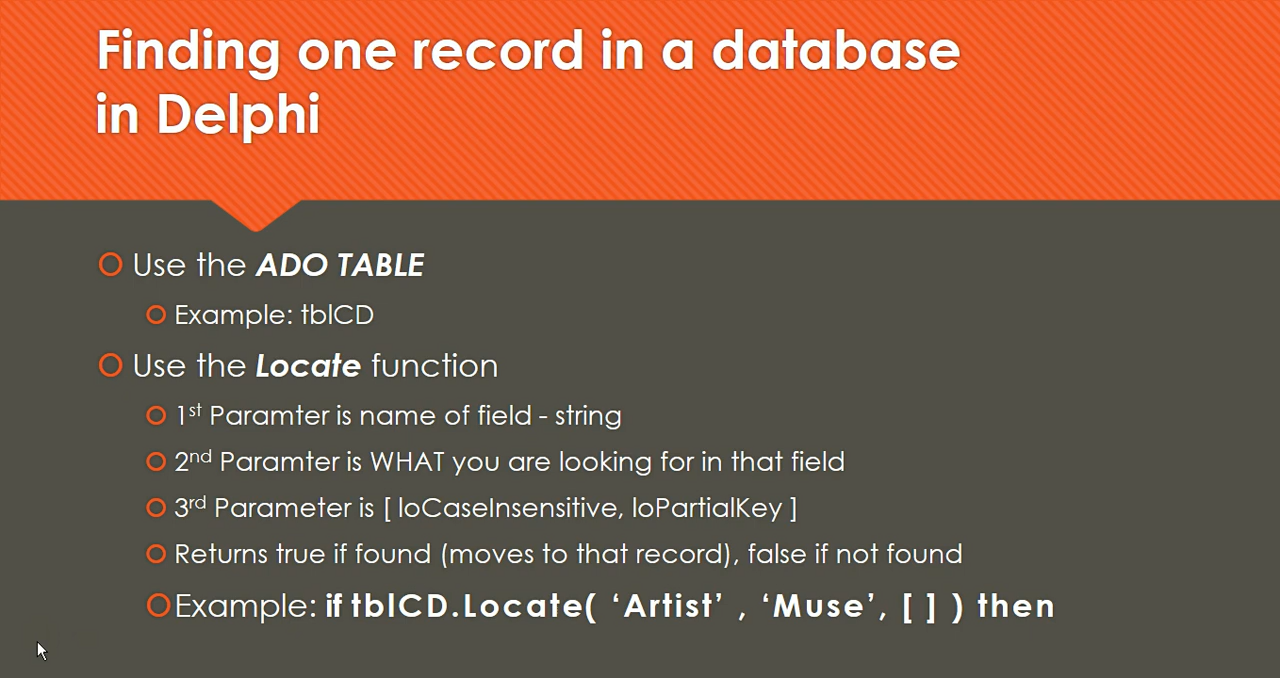 Finding one record in a database
in Delphi
Use the ADO TABLE
Example: tblCD
Use the Locate function
1st Paramter is name of field - string
2nd Paramter is WHAT you are looking for in that field
3rd Parameter is [ loCaseInsensitive, loPartialKey ]
Returns true if found (moves to that record), false if not found
Example: if tblCD.Locate( ‘Artist’ , ‘Muse’, [ ] ) then